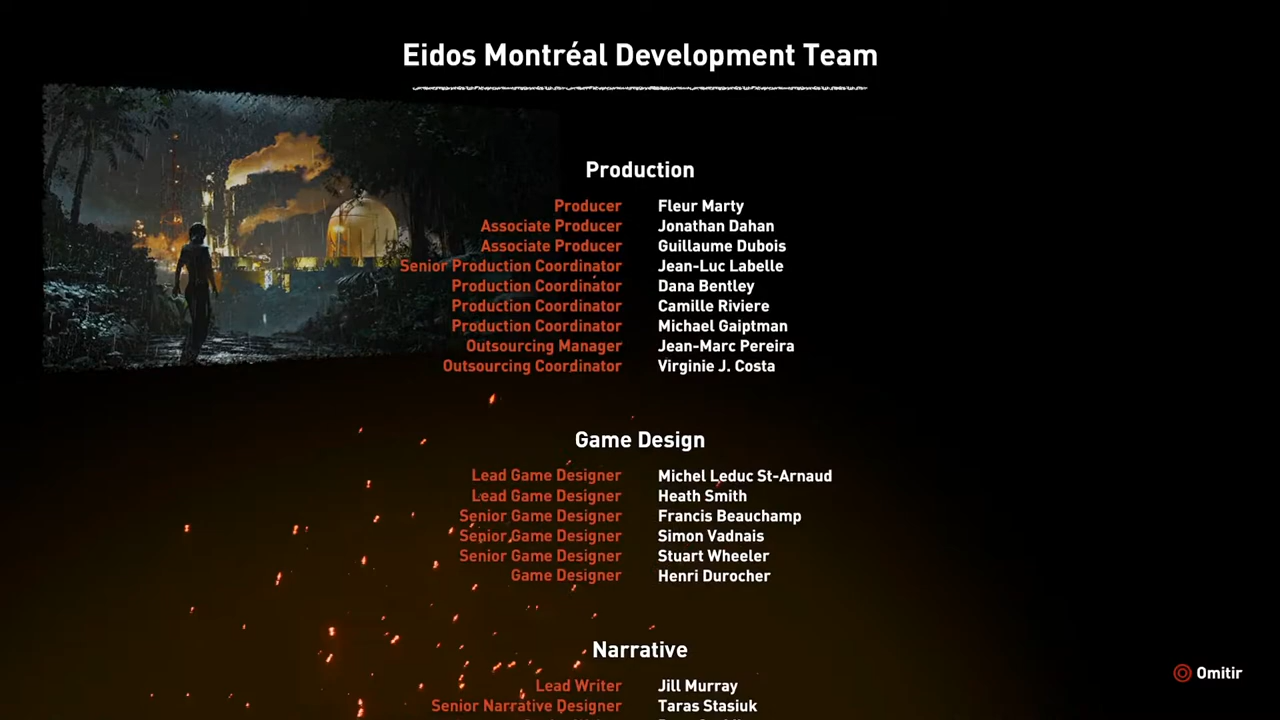 Eidos Montréal Development Team
Production
Producer Fleur Marty
Associate Producer Jonathan Dahan
Associate Producer Guillaume Dubois
Senior Production Coordinator Jean-Luc Labelle
Production Coordinator Dana Bentley
Production Coordinator Camille Riviere
Production Coordinator Michael Gaiptman
Outsourcing Manager Jean-Marc Pereira
Outsourcing Coordinator Virginie J. Costa
Game Design
Lead Game Designer Michel Leduc St-Arnaud
Lead Game Designer Heath Smith
Senior Game Designer Francis Beauchamp
Senior Game Designer Simon Vadnais
Senior Game Designer Stuart Wheeler
Game Designer Henri Durocher
Narrative
Omitir
Lead Writer Jill Murray
Senior Narrative Designer Taras Stasiuk